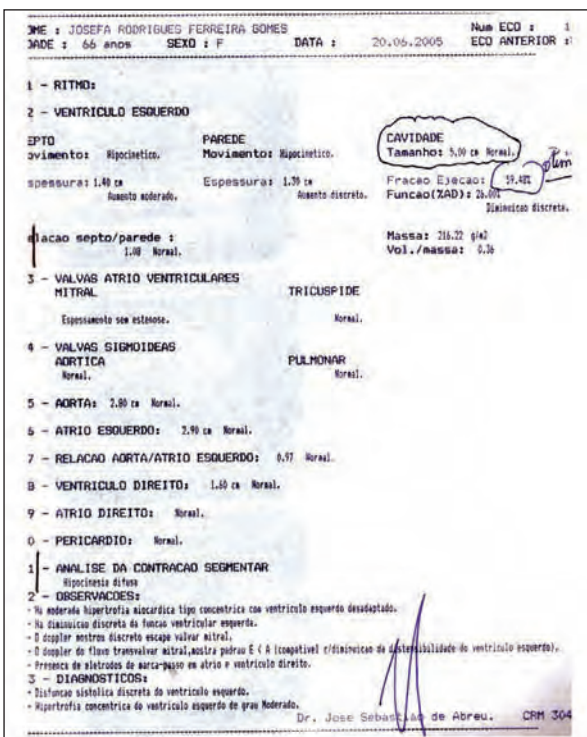 OME : JOSEFA RODRIGUES FERREIRA GOMES Num ECO : 1
DADE : 66 anos SEXO : F DATA : 20.06.2005 ECO ANTERIOR :
1 - RITMO:
2 - VENTRICULO ESQUERDO
EPTO PAREDE CAVIDADE
ovimento: Hipocinetico. Movimento: Hipocinetico. Tamanho: 5,00 cm Normal.
spessura: 1.40 cm Espessura: 1.30 cm Fracao Ejecao: 59.48%
Aumento moderado. Aumento discreto. Funcao(%AD): 26.00%
Diminuicao discreta.
elacao septo/parede : Massa: 216.22 g/m2
1.08 Normal. Vol./massa: 0.36
3 - VALVAS ATRIO VENTRICULARES
MITRAL TRICUSPIDE
Espessamento sem estenose. Normal.
4 - VALVAS SIGMOIDEAS
AORTICA PULMONAR
Normal. Normal.
5 - AORTA: 2.80 cm Normal.
6 - ATRIO ESQUERDO: 2.90 cm Normal.
7 - RELACAO AORTA/ATRIO ESQUERDO: 0.97 Normal.
8 - VENTRICULO DIREITO: 1.60 cm Normal.
9 - ATRIO DIREITO: Normal.
0 - PERICARDIO: Normal.
1 - ANALISE DA CONTRACAO SEGMENTAR
Hipocinesia difusa
2 - OBSERVACOES:
- Ha moderada hipertrofia miocardica tipo concentrica com ventriculo esquerdo desadaptado.
- Ha diminuicao discreta da funcao ventricular esquerda.
- O doppler mostrou discreto escape valvar mitral.
- O doppler do fluxo transvalvar mitral,mostra padrao E < A (compativel c/diminuicao da distensibilidade do ventriculo esquerdo).
- Presenca de eletrodos de marca-passo em atrio e ventriculo direito.
3 - DIAGNOSTICOS:
- Disfuncao sistolica discreta do ventriculo esquerdo.
- Hipertrofia concentrica do ventriculo esquerdo de grau Moderado.
Dr. Jose Sebastiao de Abreu. CRM 304